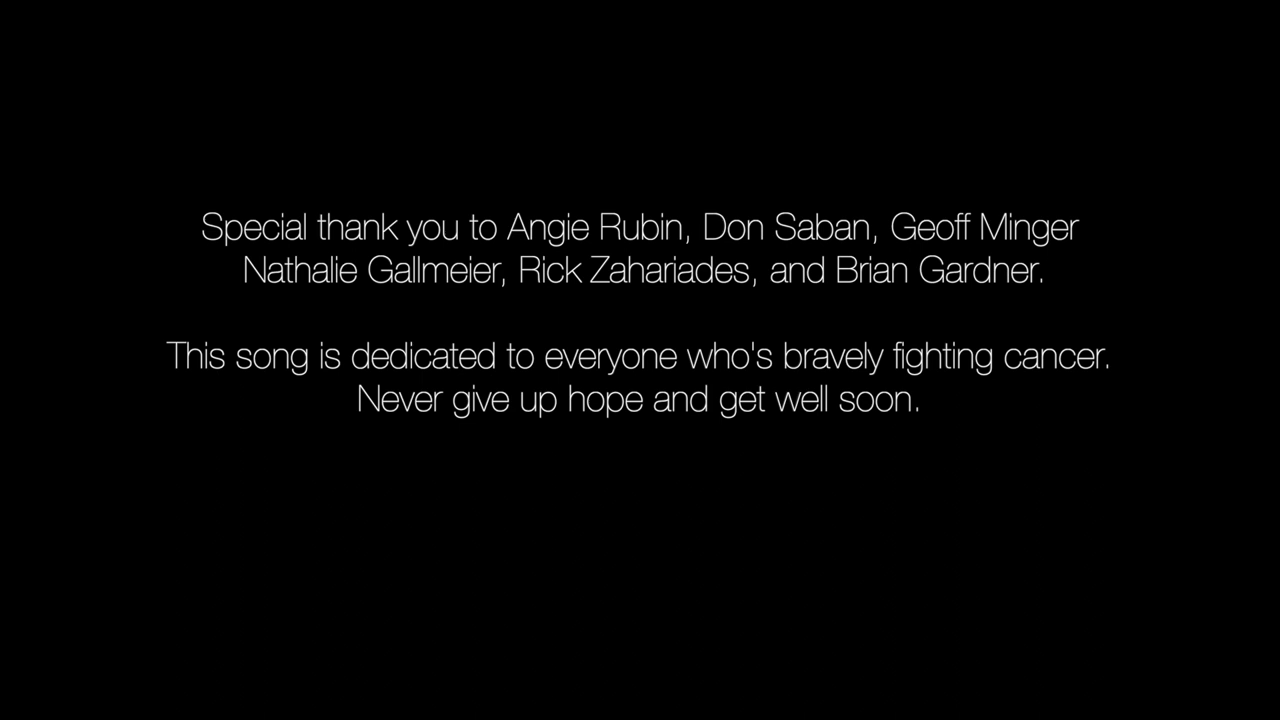 Special thank you to Angie Rubin, Don Saban, Geoff Minger
Nathalie Gallmeier, Rick Zahariades, and Brian Gardner.
This song is dedicated to everyone who's bravely fighting cancer.
Never give up hope and get well soon.